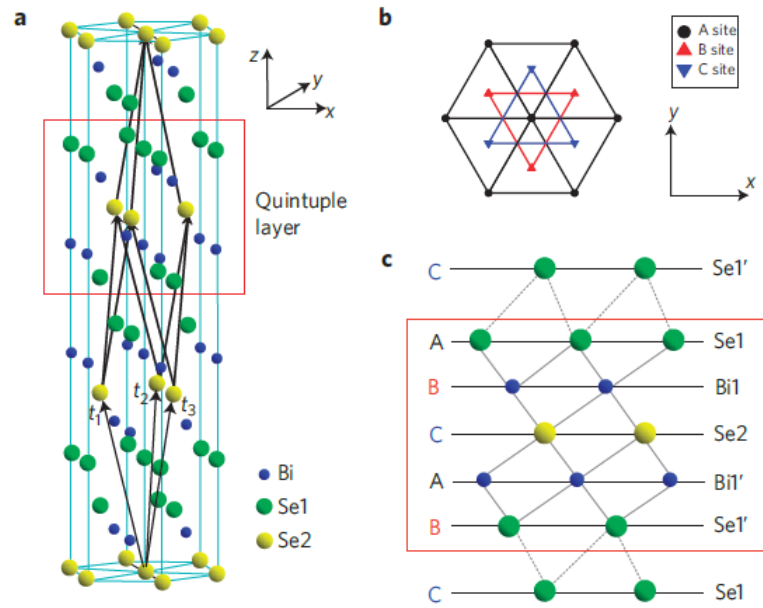 a
z
y
x
Quintuple
layer
t1
t2
t3
Bi
Se1
Se2
b
A site
B site
C site
y
x
c
C Se1′
A Se1
B Bi1
C Se2
A Bi1′
B Se1′
C Se1